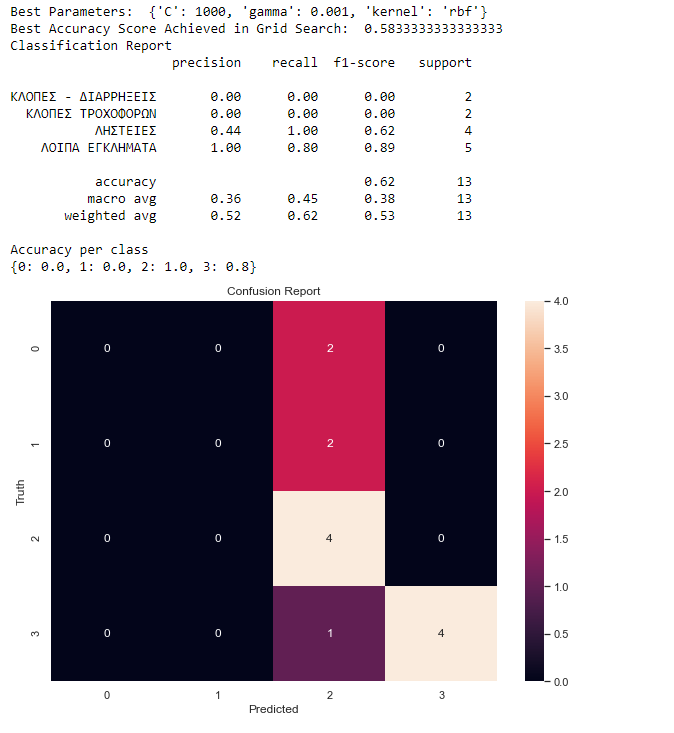 Best Parameters:  {'C': 1000, 'gamma': 0.001, 'kernel': 'rbf'}
Best Accuracy Score Achieved in Grid Search:  0.5833333333333333
Classification Report
precision    recall  f1-score   support
ΚΛΟΠΕΣ - ΔΙΑΡΡΗΞΕΙΣ       0.00      0.00      0.00         2
ΚΛΟΠΕΣ ΤΡΟΧΟΦΟΡΩΝ       0.00      0.00      0.00         2
ΛΗΣΤΕΙΕΣ       0.44      1.00      0.62         4
ΛΟΙΠΑ ΕΓΚΛΗΜΑΤΑ       1.00      0.80      0.89         5
accuracy                           0.62        13
macro avg       0.36      0.45      0.38        13
weighted avg       0.52      0.62      0.53        13
Accuracy per class
{0: 0.0, 1: 0.0, 2: 1.0, 3: 0.8}
Confusion Report
4.0
3.5
3.0
2.5
2.0
1.5
1.0
0.5
0.0
Truth
0 0 0 2 0
1 0 0 2 0
2 0 0 4 0
3 0 0 1 4
0 1 2 3
Predicted